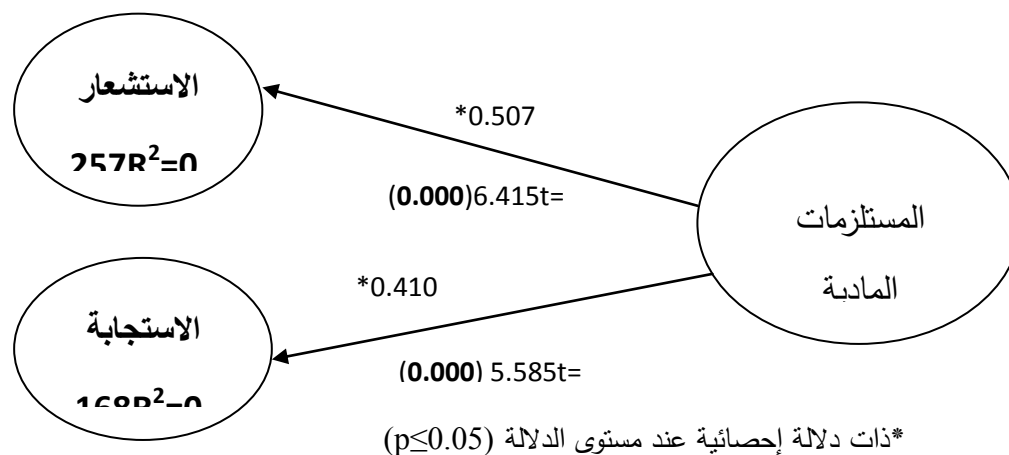 الاستشعار
257R²=0
*0.507
(0.000)6.415t=
المستلزمات
المادية
*0.410
الاستجابة
168R²=0
(0.000) 5.585t=
*ذات دلالة إحصائية عند مستوى الدلالة (p≤0.05)